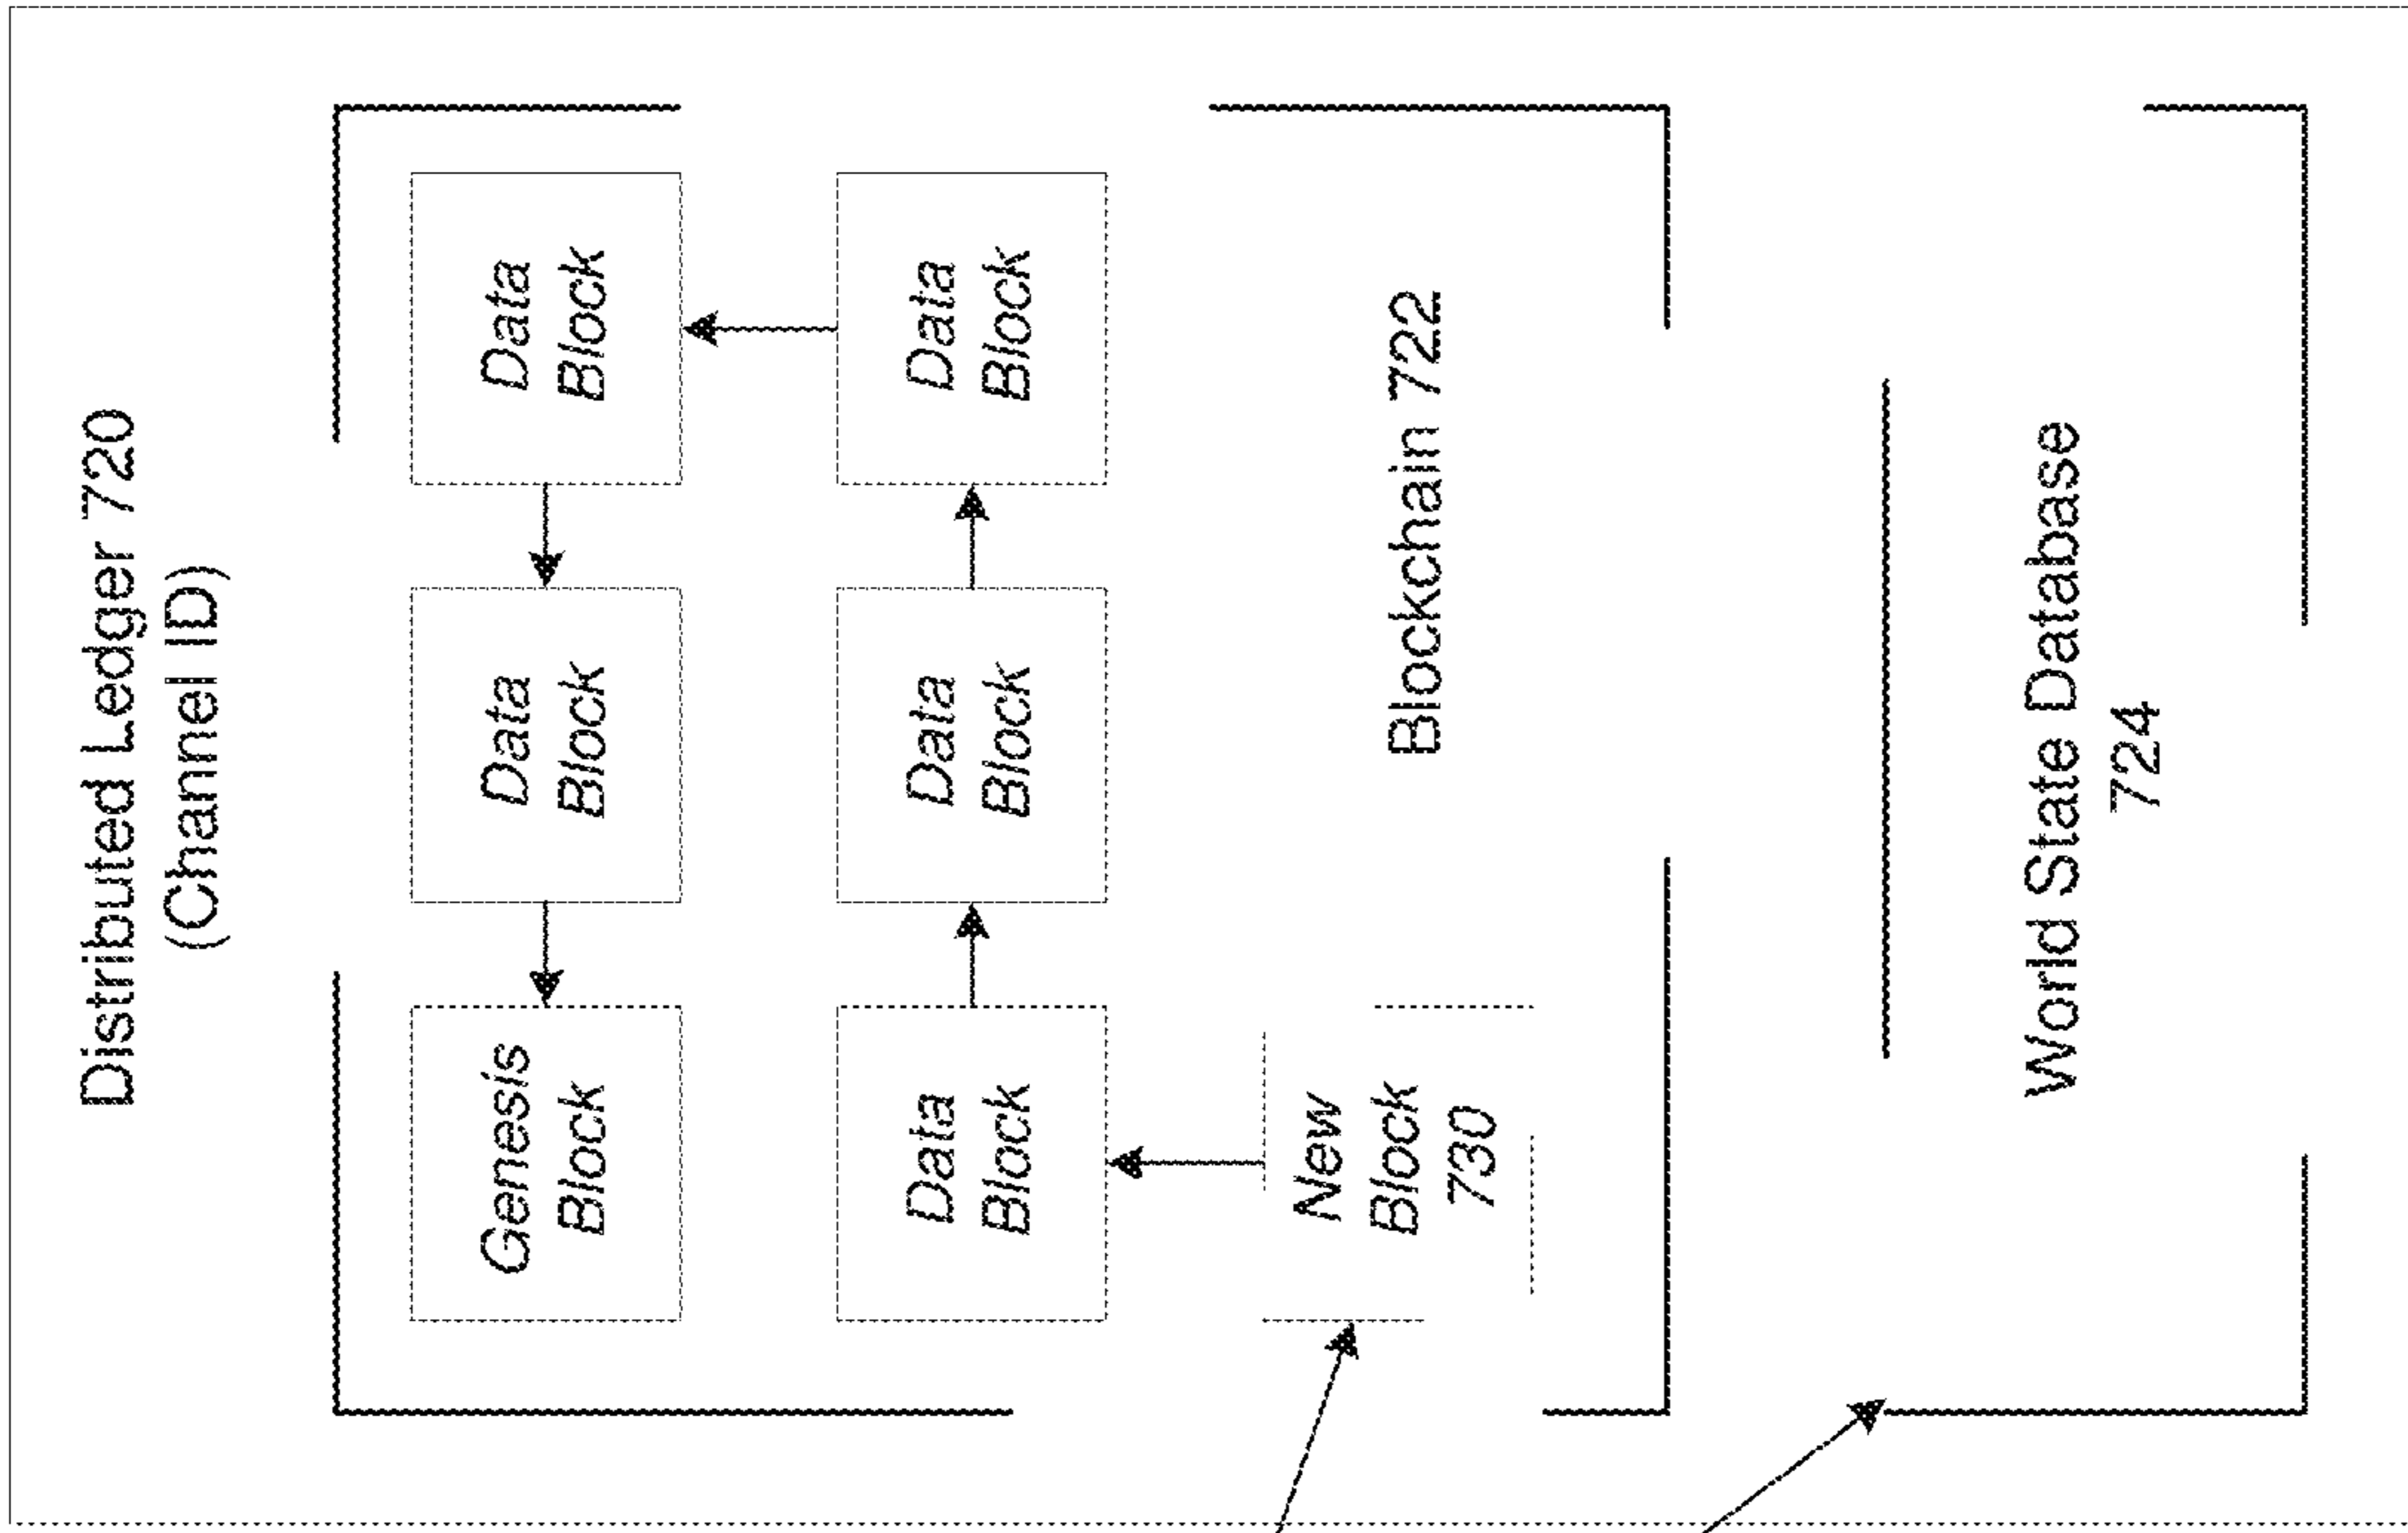 Distributed Ledger 720
(Channel ID)
Genesis
Block
Data
Block
Data
Block
Data
Block
Data
Block
Data
Block
New
Block
730
Blockchain 722
World State Database
724